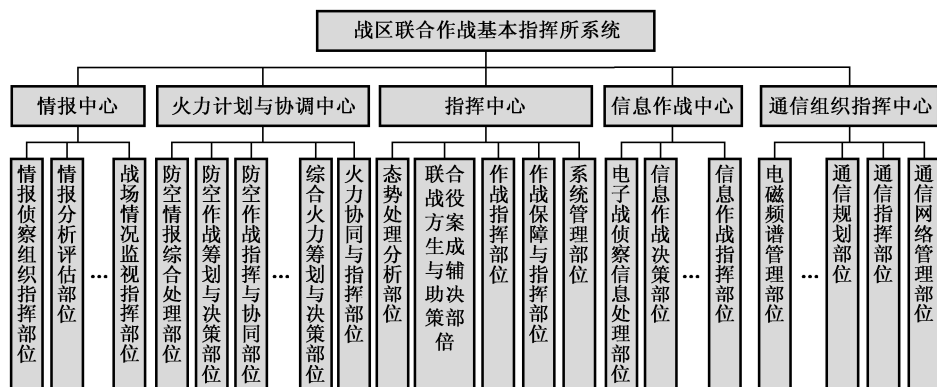 战区联合作战基本指挥所系统
情报中心
火力计划与协调中心
指挥中心
信息作战中心
通信组织指挥中心
情报侦察组织指挥部位
情报分析评估部位
...
战场情况监视指挥部位
防空情报综合处理部位
防空作战筹划与决策部位
防空作战指挥与协同部位
...
综合火力筹划与决策部位
火力协同与指挥部位
态势处理分析部位
联合战役方案生成与辅助决策部倍
作战指挥部位
作战保障与指挥部位
系统管理部位
电子战侦察信息处理部位
信息作战决策部位
...
信息作战指挥部位
电磁频谱管理部位
...
通信规划部位
通信指挥部位
通信网络管理部位